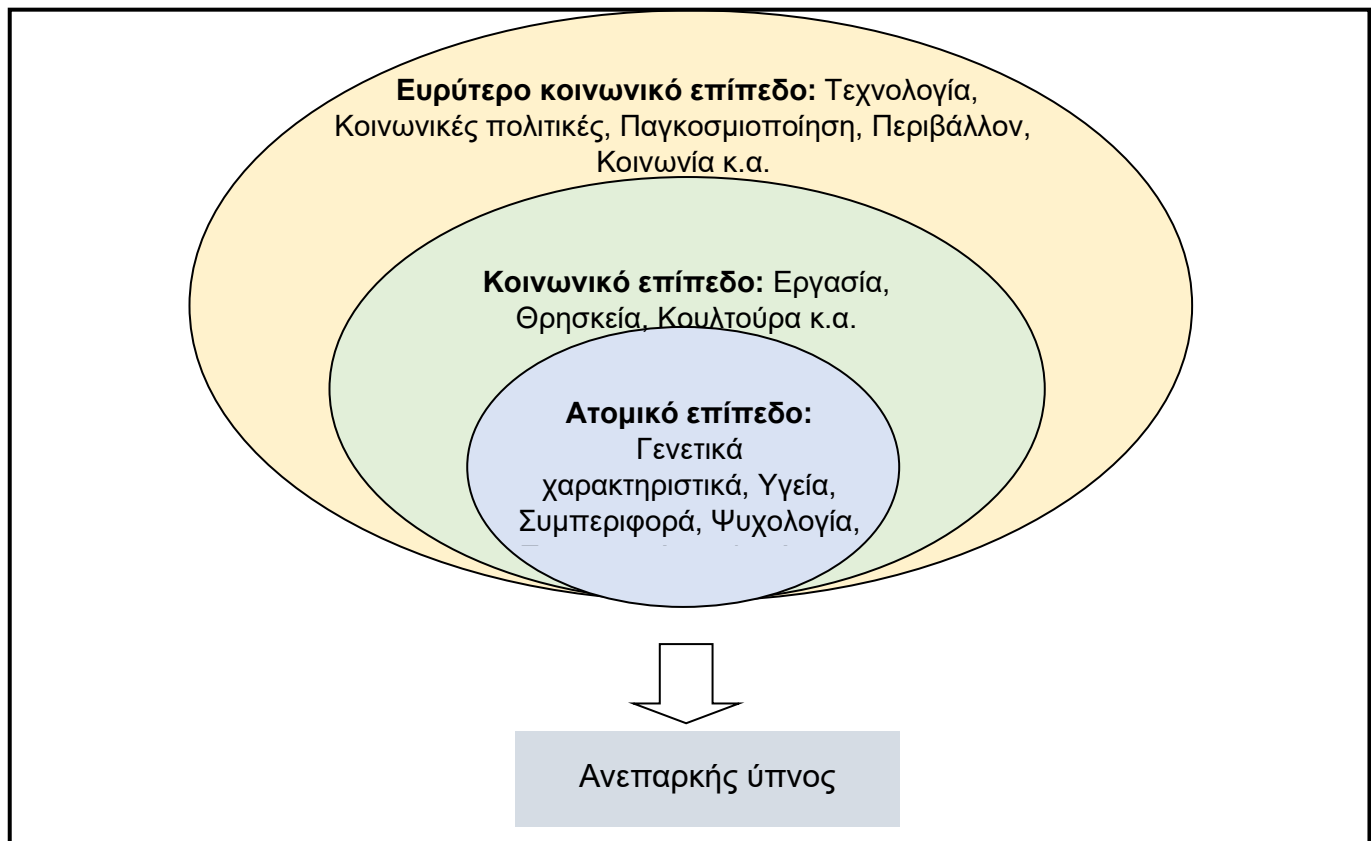 Ευρύτερο κοινωνικό επίπεδο: Τεχνολογία,
Κοινωνικές πολιτικές, Παγκοσμιοποίηση, Περιβάλλον,
Κοινωνία κ.α.
Κοινωνικό επίπεδο: Εργασία,
Θρησκεία, Κουλτούρα κ.α.
Ατομικό επίπεδο:
Γενετικά
χαρακτηριστικά, Υγεία,
Συμπεριφορά, Ψυχολογία,
Ανεπαρκής ύπνος